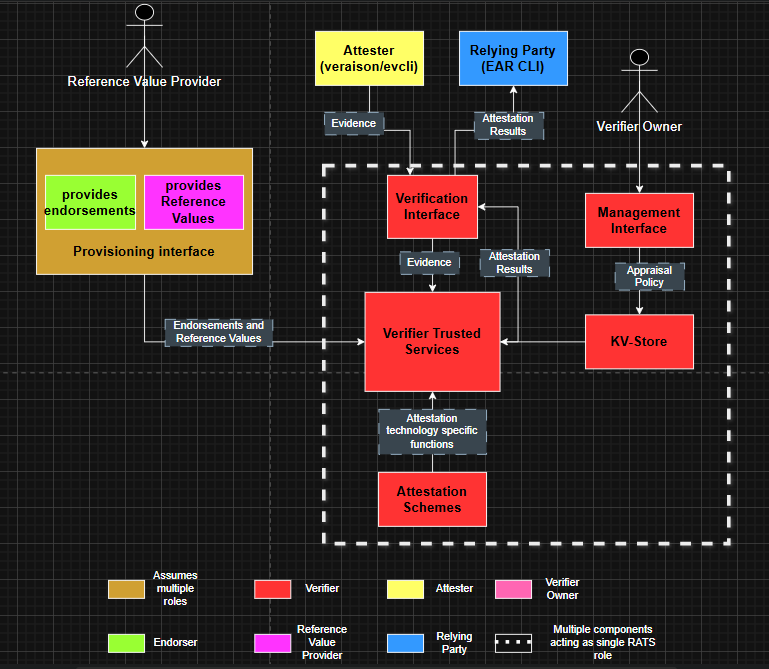 Attester
(veraison/evcli)
Relying Party
(EAR CLI)
Reference Value Provider
Evidence
Attestation
Results
Verifier Owner
provides
endorsements
provides
Reference
Values
Provisioning interface
Verification
Interface
Management
Interface
Evidence
Attestation
Results
Appraisal
Policy
Endorsements and
Reference Values
Verifier Trusted
Services
KV-Store
Attestation
technology specific
functions
Attestation
Schemes
Assumes
multiple
roles
Verifier
Attester
Verifier
Owner
Endorser
Reference
Value
Provider
Relying
Party
Multiple components
acting as single RATS
role